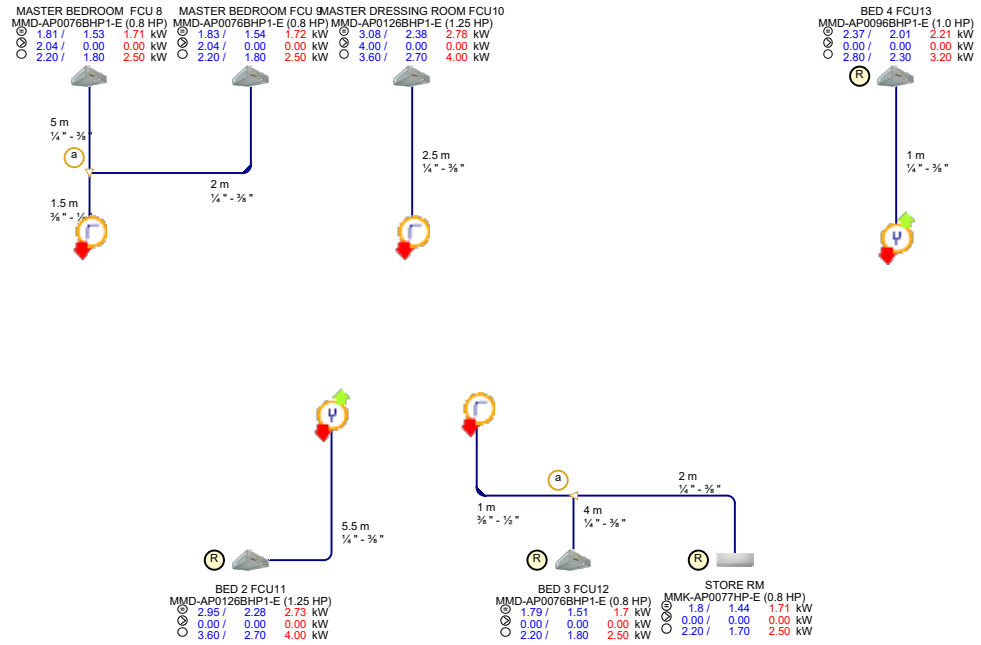 MASTER BEDROOM  FCU 8
MMD-AP0076BHP1-E (0.8 HP)
1.81 / 1.53 1.71 kW
2.04 / 0.00 0.00 kW
2.20 / 1.80 2.50 kW
MASTER BEDROOM FCU 9
MMD-AP0076BHP1-E (0.8 HP)
1.83 / 1.54 1.72 kW
2.04 / 0.00 0.00 kW
2.20 / 1.80 2.50 kW
MASTER DRESSING ROOM FCU10
MMD-AP0126BHP1-E (1.25 HP)
3.08 / 2.38 2.78 kW
4.00 / 0.00 0.00 kW
3.60 / 2.70 4.00 kW
BED 4 FCU13
MMD-AP0096BHP1-E (1.0 HP)
2.37 / 2.01 2.21 kW
0.00 / 0.00 0.00 kW
2.80 / 2.30 3.20 kW
R
5 m
¼ " - ⅜ "
a
2 m
¼ " - ⅜ "
1.5 m
⅜ " - ½ "
2.5 m
¼ " - ⅜ "
1 m
¼ " - ⅜ "
Y
Y
5.5 m
¼ " - ⅜ "
R
BED 2 FCU11
MMD-AP0126BHP1-E (1.25 HP)
2.95 / 2.28 2.73 kW
0.00 / 0.00 0.00 kW
3.60 / 2.70 4.00 kW
a
1 m
⅜ " - ½ "
4 m
¼ " - ⅜ "
2 m
¼ " - ⅜ "
R
BED 3 FCU12
MMD-AP0076BHP1-E (0.8 HP)
1.79 / 1.51 1.7 kW
0.00 / 0.00 0.00 kW
2.20 / 1.80 2.50 kW
R
STORE RM
MMK-AP0077HP-E (0.8 HP)
1.8 / 1.44 1.71 kW
0.00 / 0.00 0.00 kW
2.20 / 1.70 2.50 kW